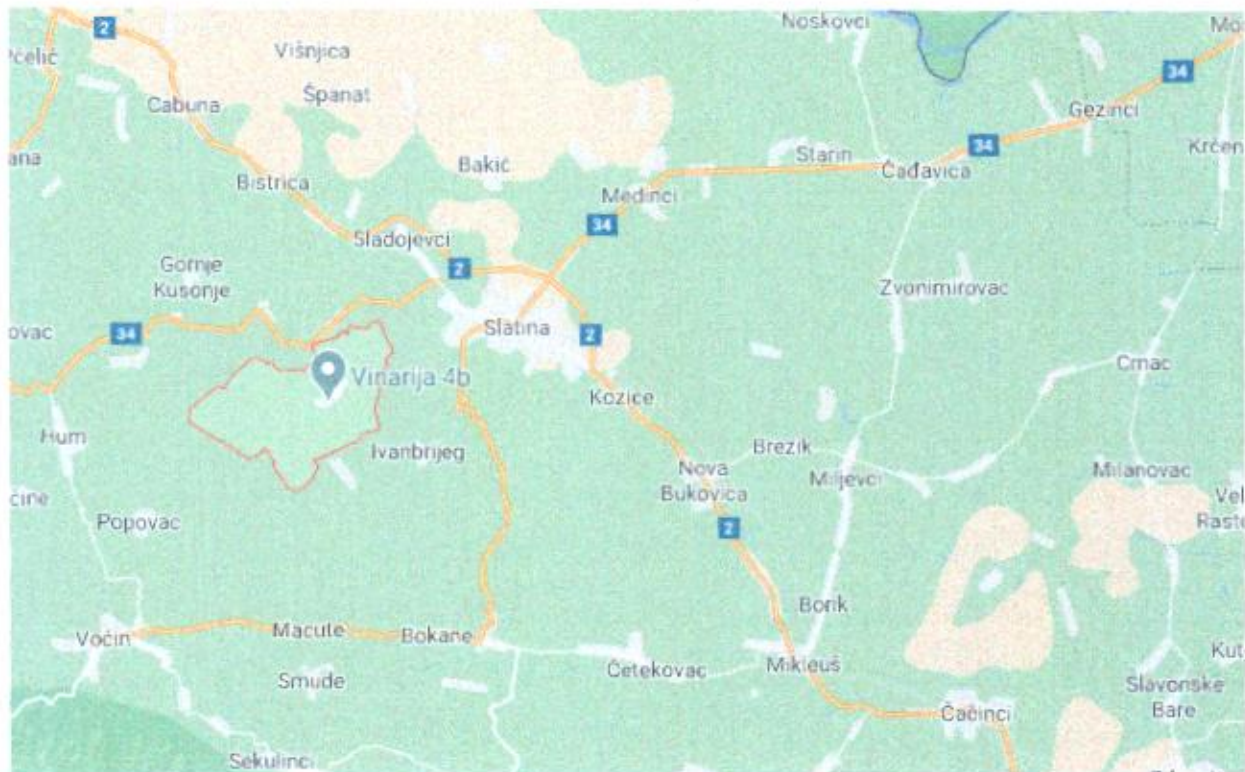 Noskovci
2
Višnjica
34
Španat
Cabuna
Gezinci
34
Starin
Bakić
Čađavica
Bistrica
Medinci
34
Sladojevci
2
Gornje
Kusonje
Zvonimirovac
34
Slatina
2
Vinarija 4b
Crnac
Kozice
Hum
Ivanbrijeg
Brezik
Nova
Bukovica
Miljevci
Milanovac
Popovac
2
Borik
Voćin
Macute
Bokane
Četekovac
Mikleuš
Smude
Slavonske
Bare
Čačinci
Sekulinci